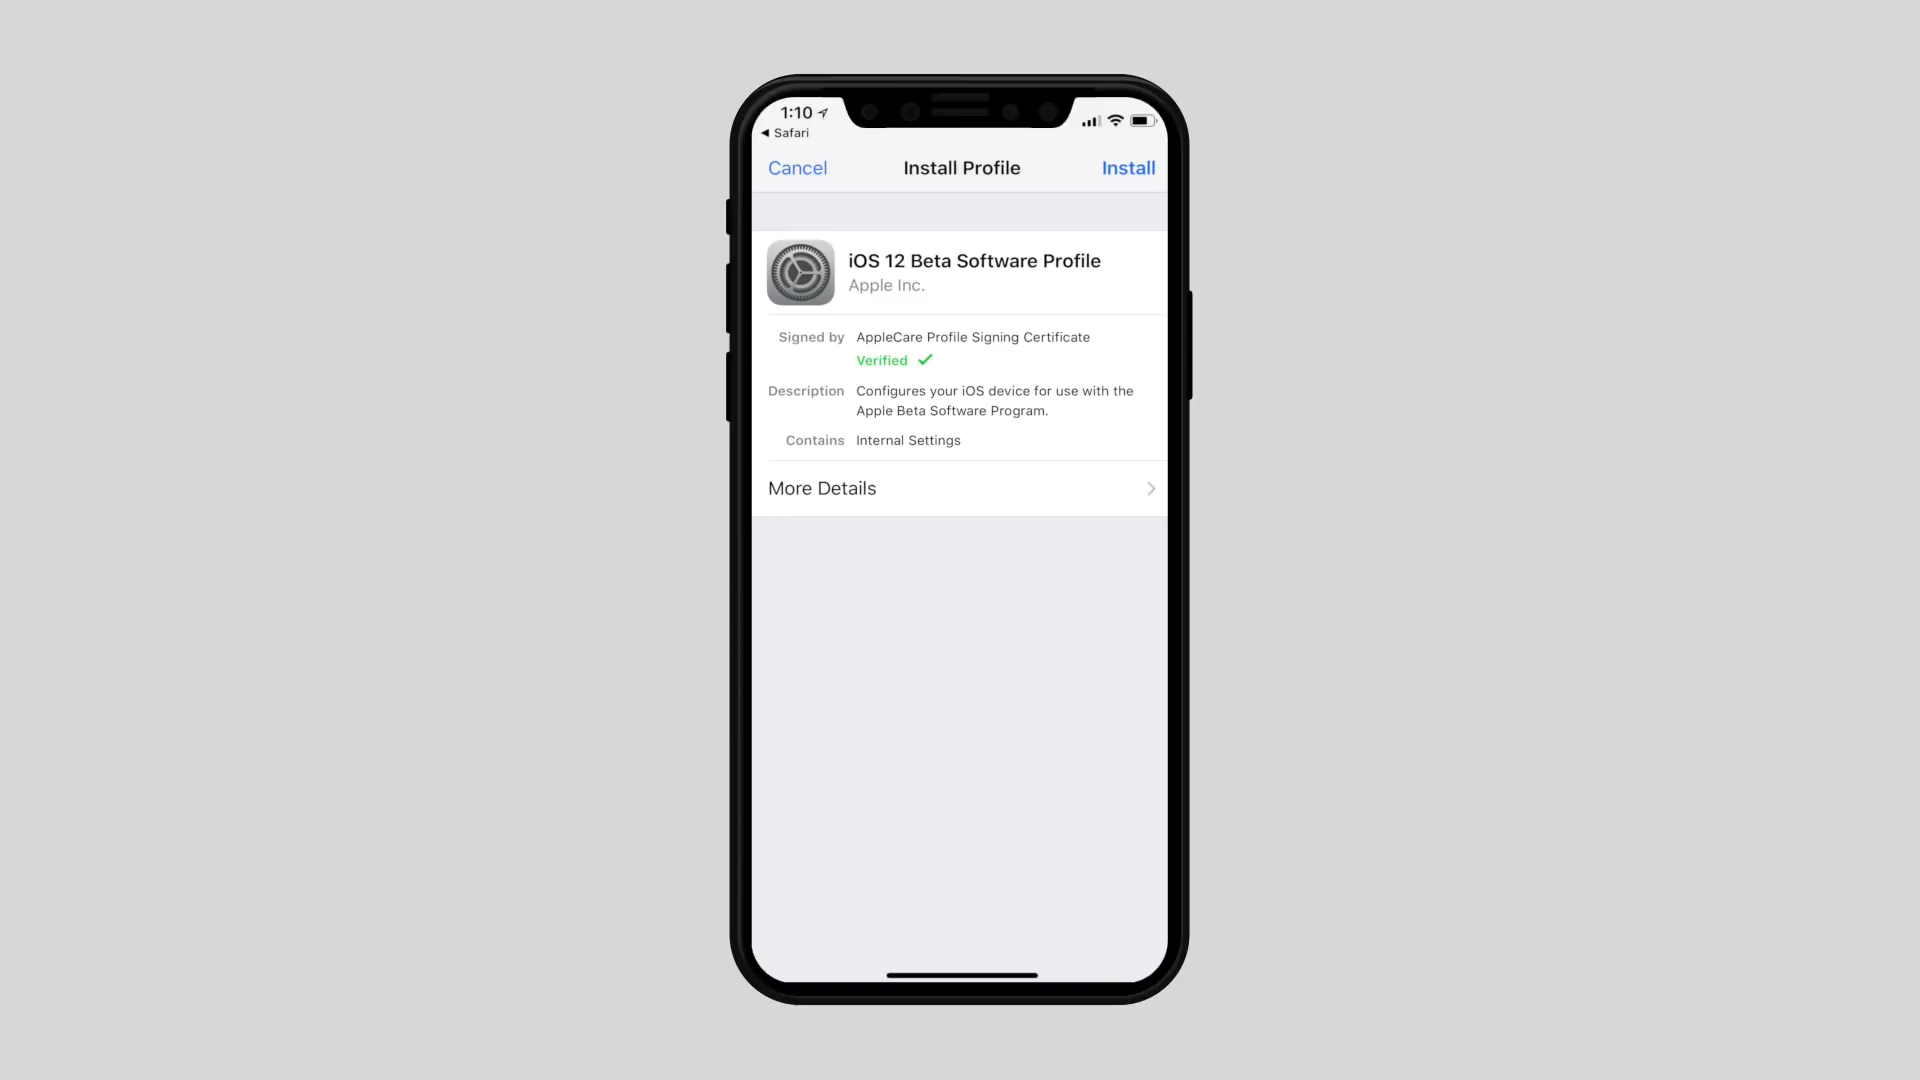 1:10
◀ Safari
Cancel
Install Profile
Install
iOS 12 Beta Software Profile
Apple Inc.
Signed by
AppleCare Profile Signing Certificate
Verified ✓
Description
Configures your iOS device for use with the
Apple Beta Software Program.
Contains
Internal Settings
More Details